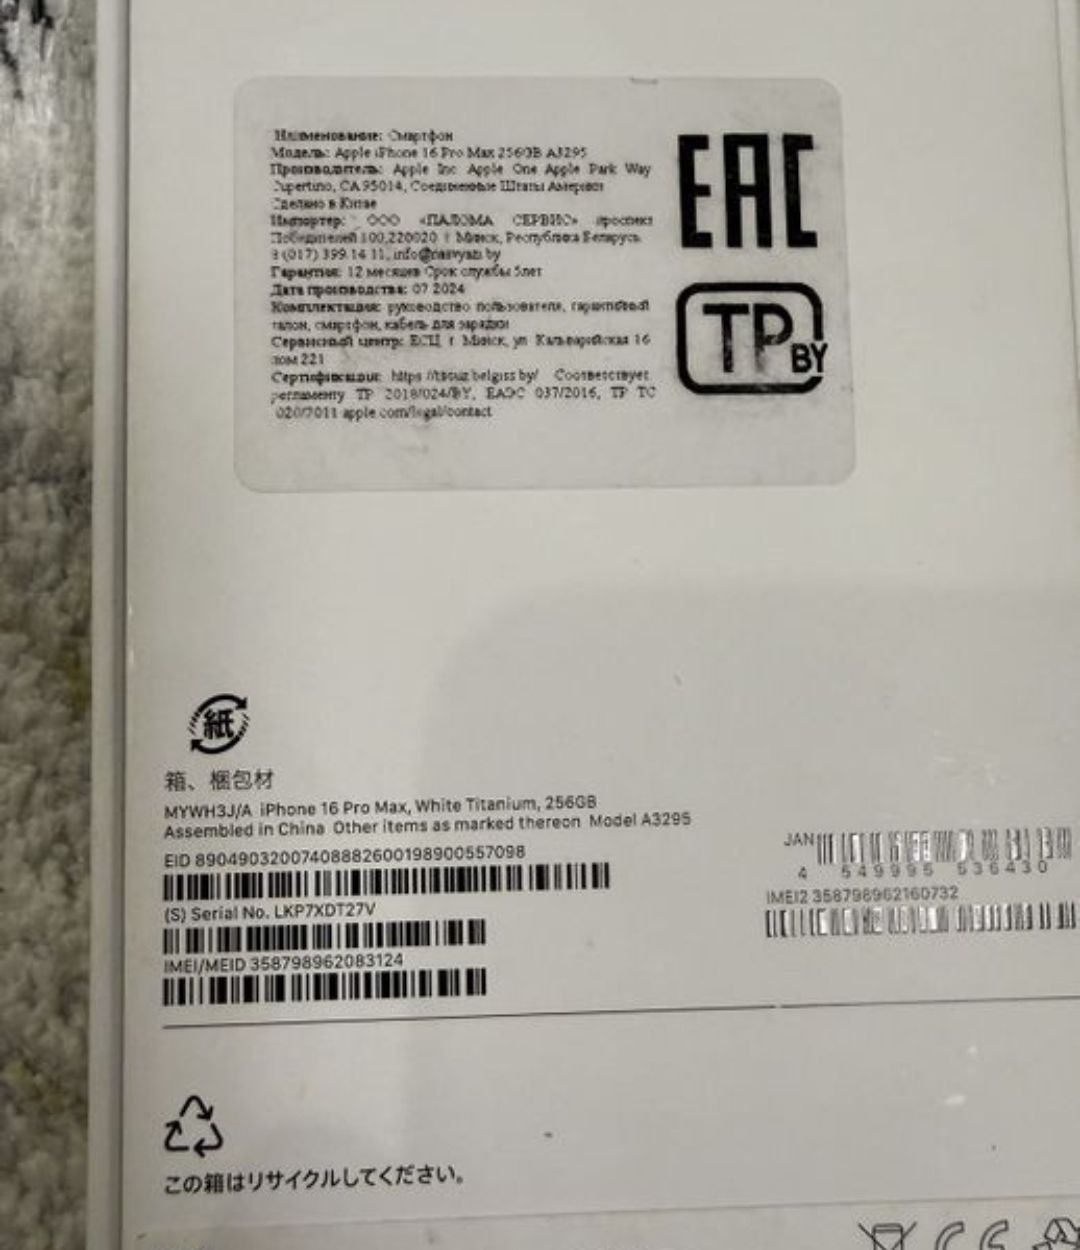 Наименование: Смартфон
Модель: Apple iPhone 16 Pro Max 256GB A3295
Производитель: Apple Inc Apple One Apple Park Way
Cupertino, CA 95014, Соединенные Штаты Америки
Сделано в Китае
Импортер: ООО «ПАЛОМА СЕРВИС» проспект
Победителей 100,220020 г Минск, Республика Беларусь
8 (017) 399 14 11, info@nasvyazi.by
Гарантия: 12 месяцев Срок службы 5лет
Дата производства: 07 2024
Комплектация: руководство пользователя, гарантийный
талон, смартфон, кабель для зарядки
Сервисный центр: ЕСЦ г Минск, ул Кальварийская 16
дом 221
Сертификация: belgiss by/ Соответствует
регламенту ТР 2018/024/BY, ЕАЭС 037/2016, ТР ТС
apple com/legal/contact
EAC
TP BY
紙
箱、梱包材
MYWH3J/A iPhone 16 Pro Max, White Titanium, 256GB
Assembled in China Other items as marked thereon Model A3295
EID 89049032007408882600198900557098
(S) Serial No. LKP7XDT27V
IMEI/MEID 358798962083124
JAN
4 549995 536430
IMEI2 358798962160732
この箱はリサイクルしてください。